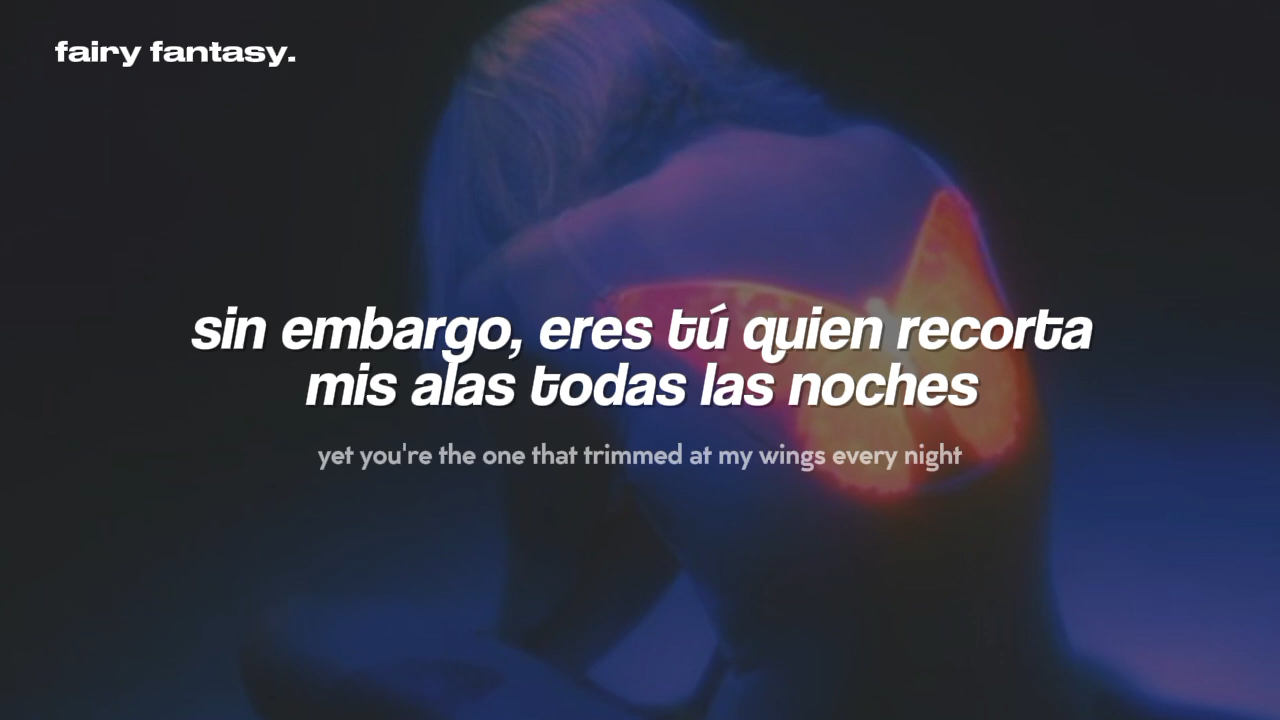 fairy fantasy.
sin embargo, eres tú quien recorta
mis alas todas las noches
yet you're the one that trimmed at my wings every night